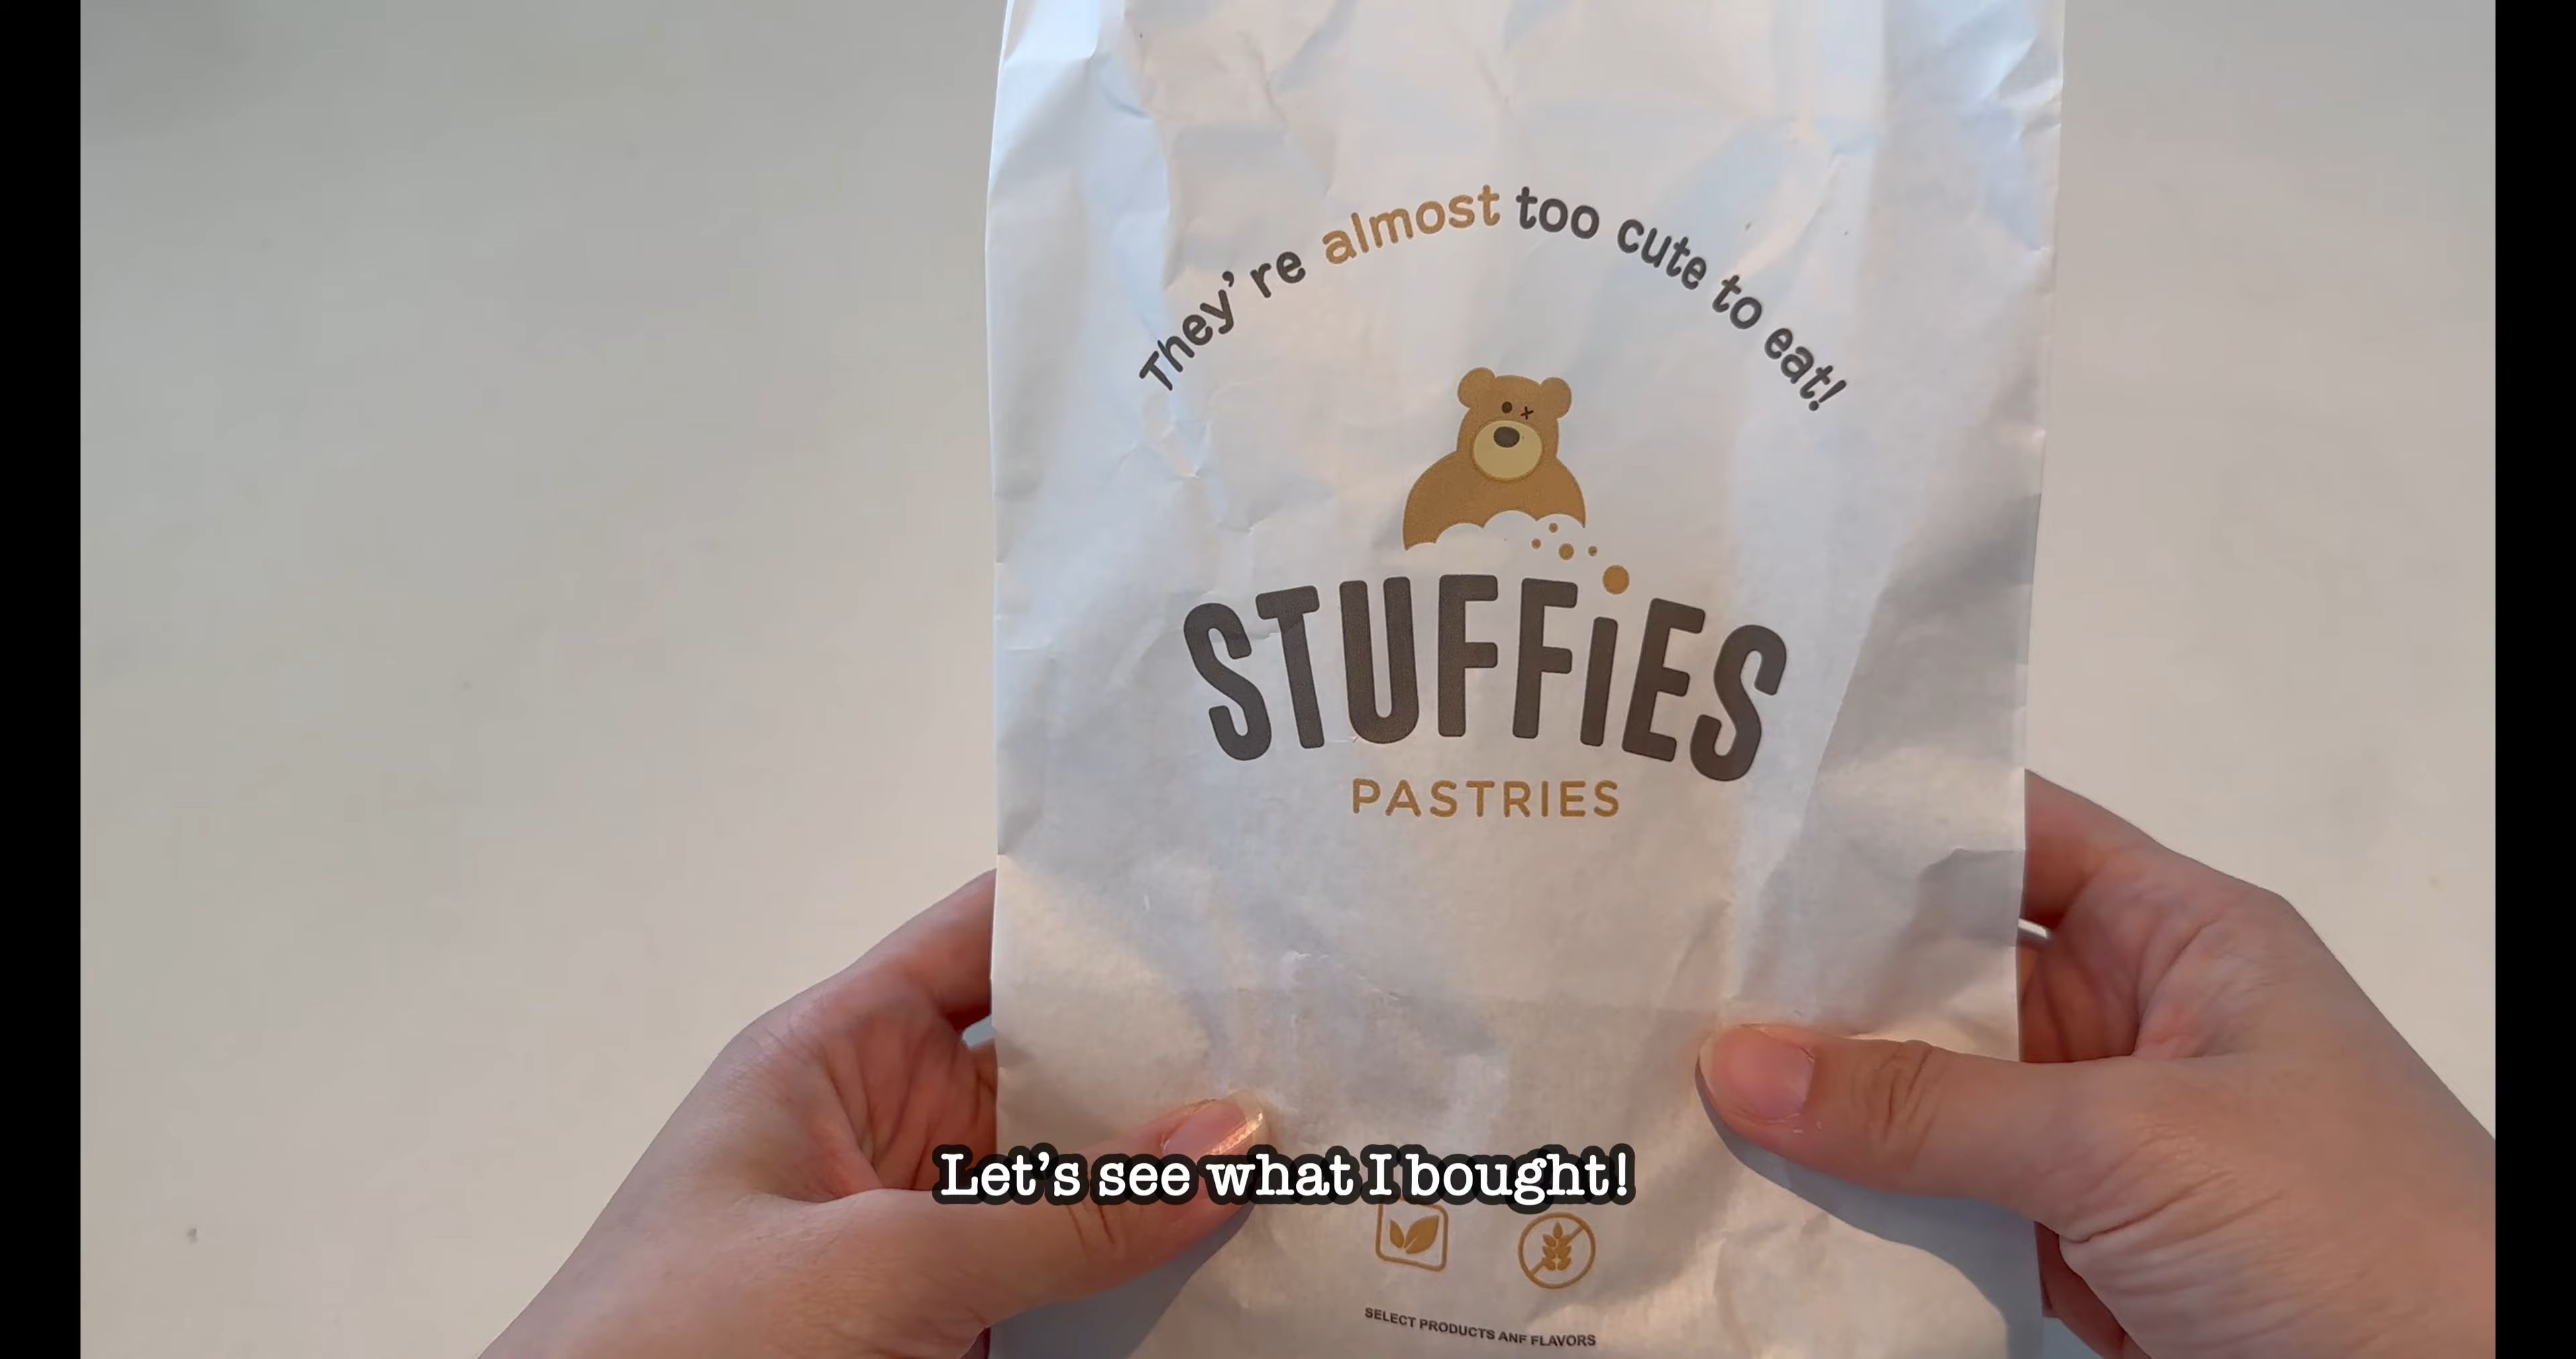 They're almost too cute to eat!
STUFFiES
PASTRIES
Let's see what I bought!
SELECT PRODUCTS ANF FLAVORS